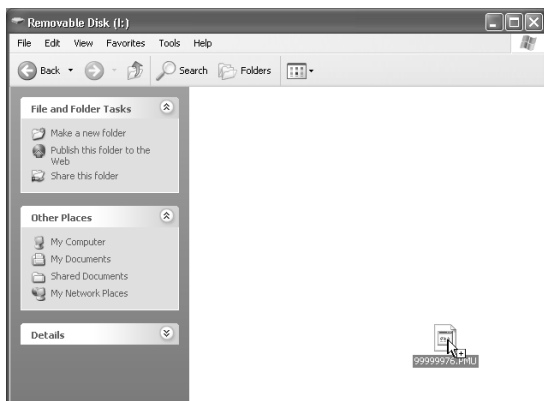 Removable Disk (I:)
File Edit View Favorites Tools Help
Back Search Folders
File and Folder Tasks
Make a new folder
Publish this folder to the
Web
Share this folder
Other Places
My Computer
My Documents
Shared Documents
My Network Places
Details
99999976.PMU